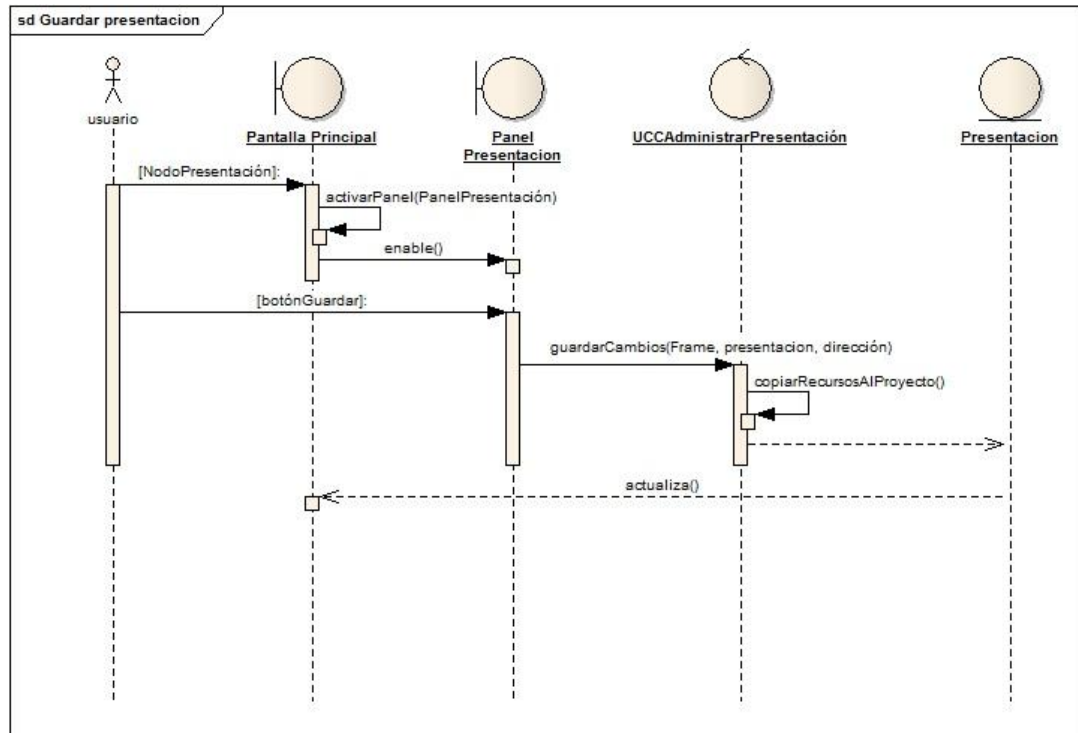 sd Guardar presentacion
usuario
Pantalla Principal
Panel
Presentacion
UCCAdministrarPresentación
Presentacion
[NodoPresentación]:
activarPanel(PanelPresentación)
enable()
[botónGuardar]:
guardarCambios(Frame, presentacion, dirección)
copiarRecursosAlProyecto()
actualiza()